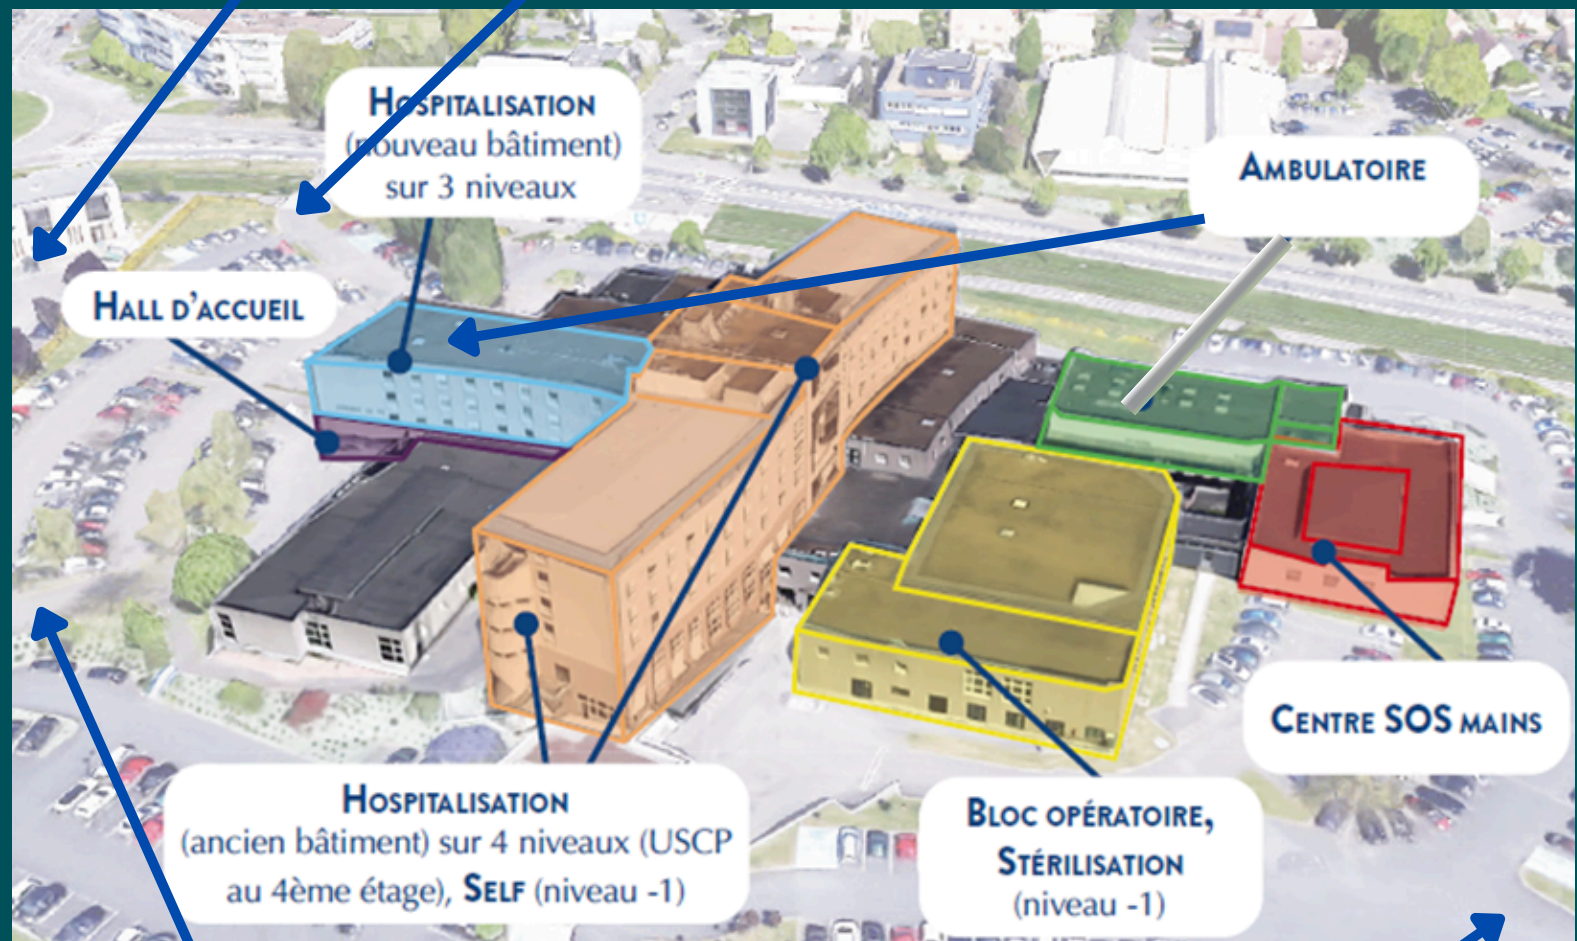 Hospitalisation
(nouveau bâtiment)
sur 3 niveaux
Ambulatoire
Hall d'accueil
Centre SOS mains
Hospitalisation
(ancien bâtiment) sur 4 niveaux (USCP
au 4ème étage), Self (niveau -1)
Bloc opératoire,
Stérilisation
(niveau -1)